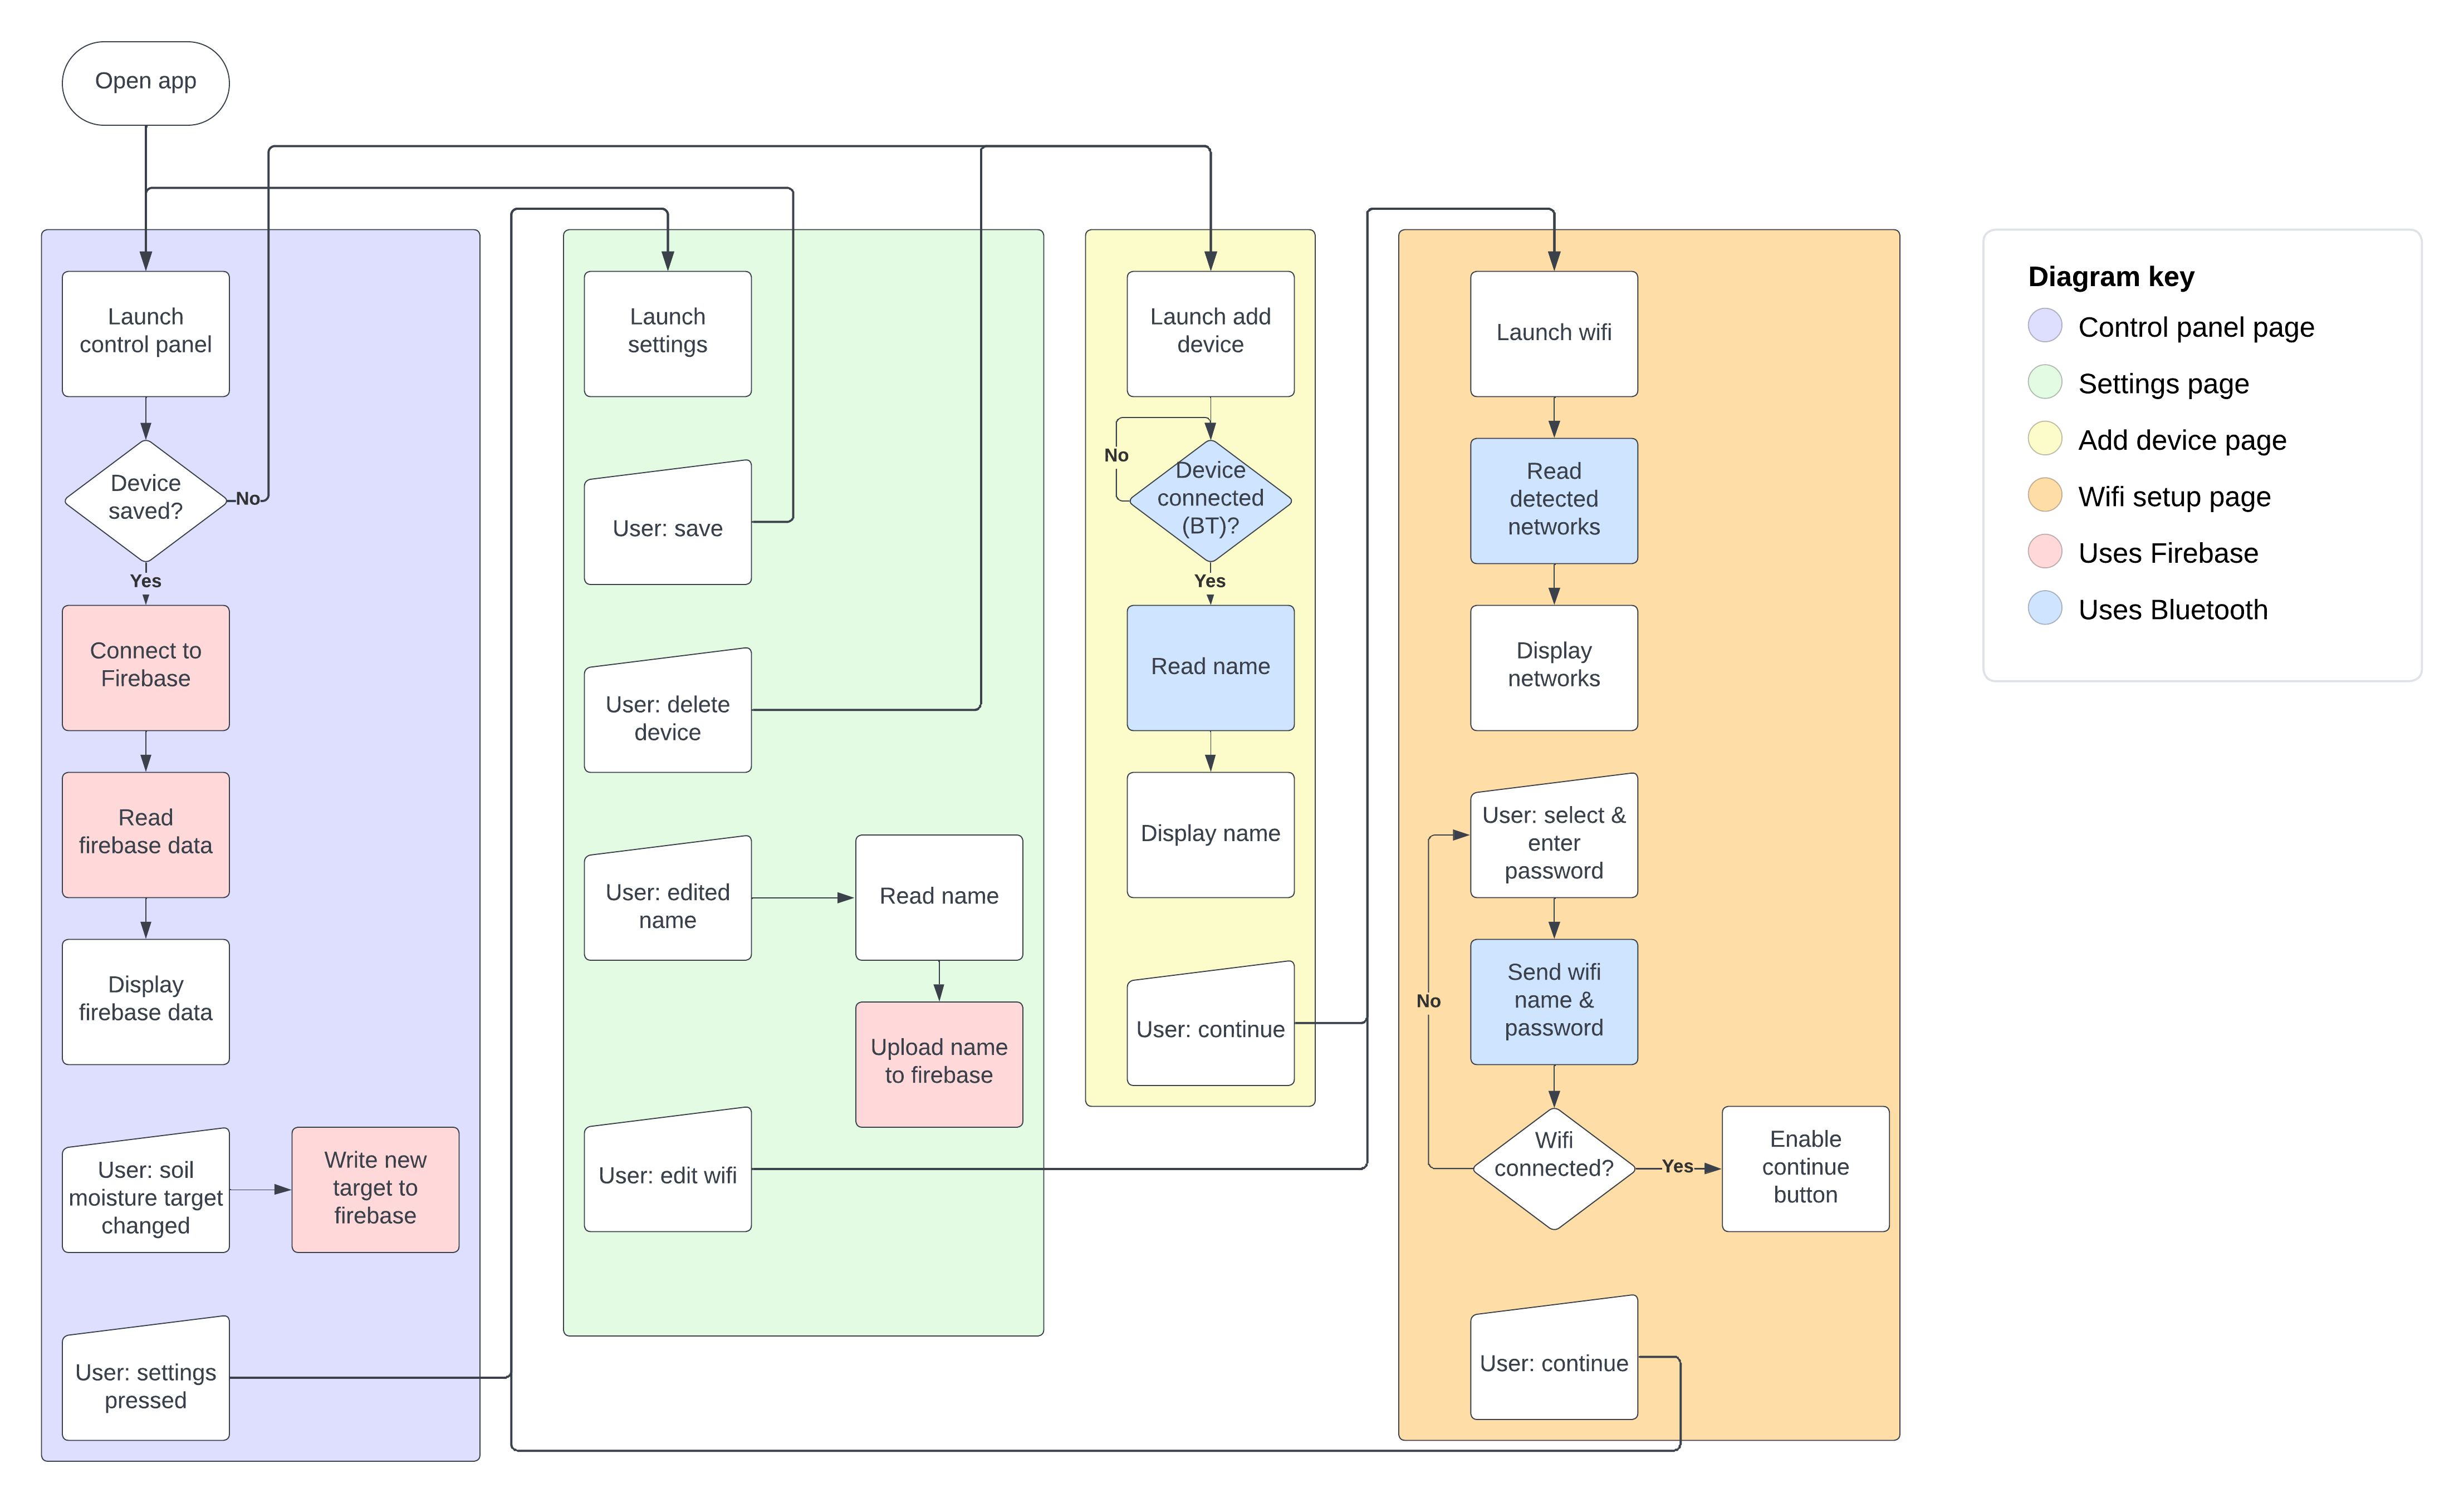 Open app
Launch
control panel
Device
saved?
No
Yes
Connect to
Firebase
Read
firebase data
Display
firebase data
User: soil
moisture target
changed
Write new
target to
firebase
User: settings
pressed
Launch
settings
User: save
User: delete
device
User: edited
name
Read name
Upload name
to firebase
User: edit wifi
Launch add
device
No
Device
connected
(BT)?
Yes
Read name
Display name
User: continue
Launch wifi
Read
detected
networks
Display
networks
User: select &
enter
password
Send wifi
name &
password
No
Wifi
connected?
Yes
Enable
continue
button
User: continue
Diagram key
Control panel page
Settings page
Add device page
Wifi setup page
Uses Firebase
Uses Bluetooth